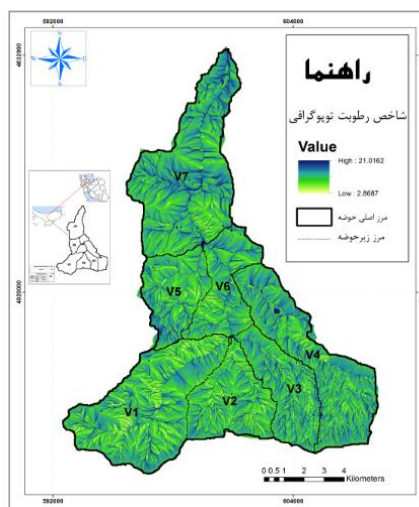 592000
604000
راهنما
شاخص رطوبت توپوگرافی
Value
High : 21.0162
Low : 2.8687
مرز اصلی حوضه
مرز زیرحوضه
4832000
4820000
V7
V5
V6
V4
V3
V1
V2
0 0.5 1 2 3 4
Kilometers
592000
604000